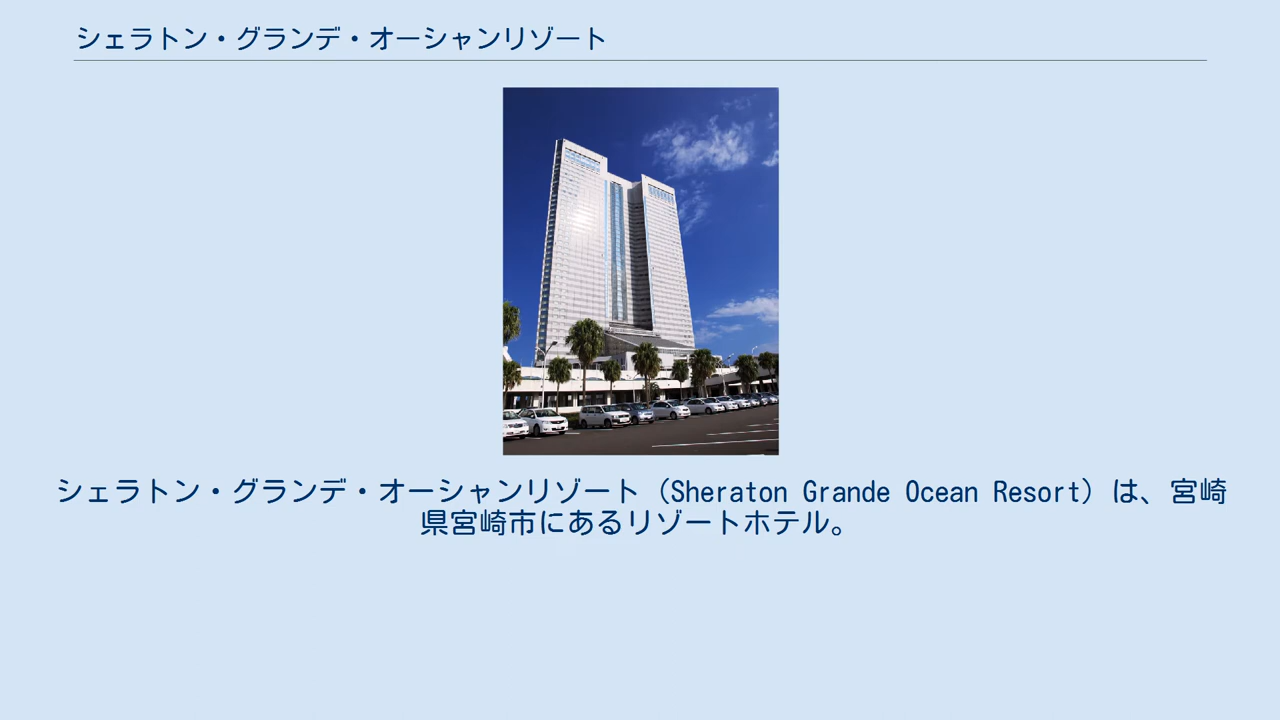 シェラトン・グランデ・オーシャンリゾート
シェラトン・グランデ・オーシャンリゾート（Sheraton Grande Ocean Resort）は、宮崎
県宮崎市にあるリゾートホテル。